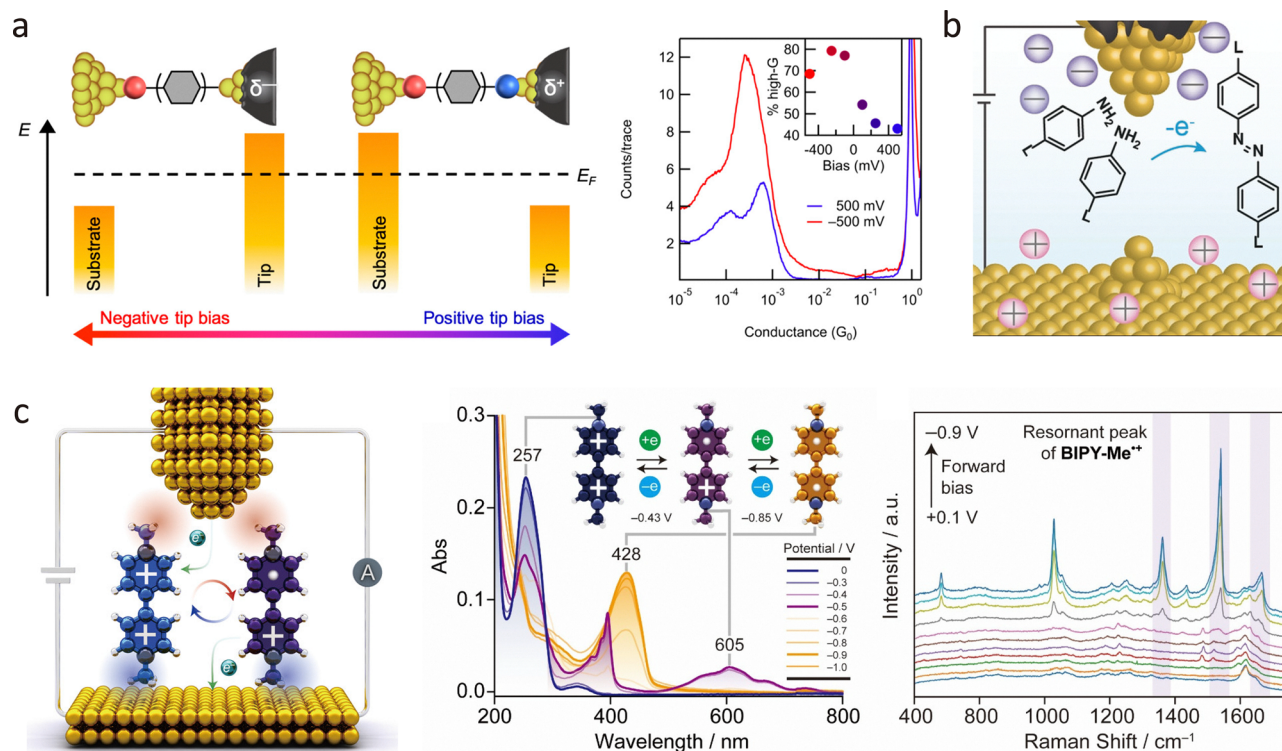 a
δ⁻
δ⁺
E
E_F
Substrate
Tip
Substrate
Tip
Negative tip bias
Positive tip bias
Counts/trace
12
10
8
6
4
2
10⁻⁵
10⁻⁴
10⁻³
10⁻²
10⁻¹
10⁰
Conductance (G₀)
% high-G
80
70
60
50
40
-400
0
400
Bias (mV)
500 mV
–500 mV
b
NH₂
NH₂
L
L
-e⁻
L
N=N
L
c
e⁻
e⁻
A
Abs
0.3
0.2
0.1
0.0
200
400
600
800
Wavelength / nm
257
428
605
+e
–e
–0.43 V
+e
–e
–0.85 V
Potential / V
0
–0.3
–0.4
–0.5
–0.6
–0.7
–0.8
–0.9
–1.0
Intensity / a.u.
–0.9 V
Forward
bias
+0.1 V
Resornant peak
of BIPY-Me•+
400
1000
1200
1400
1600
Raman Shift / cm⁻¹